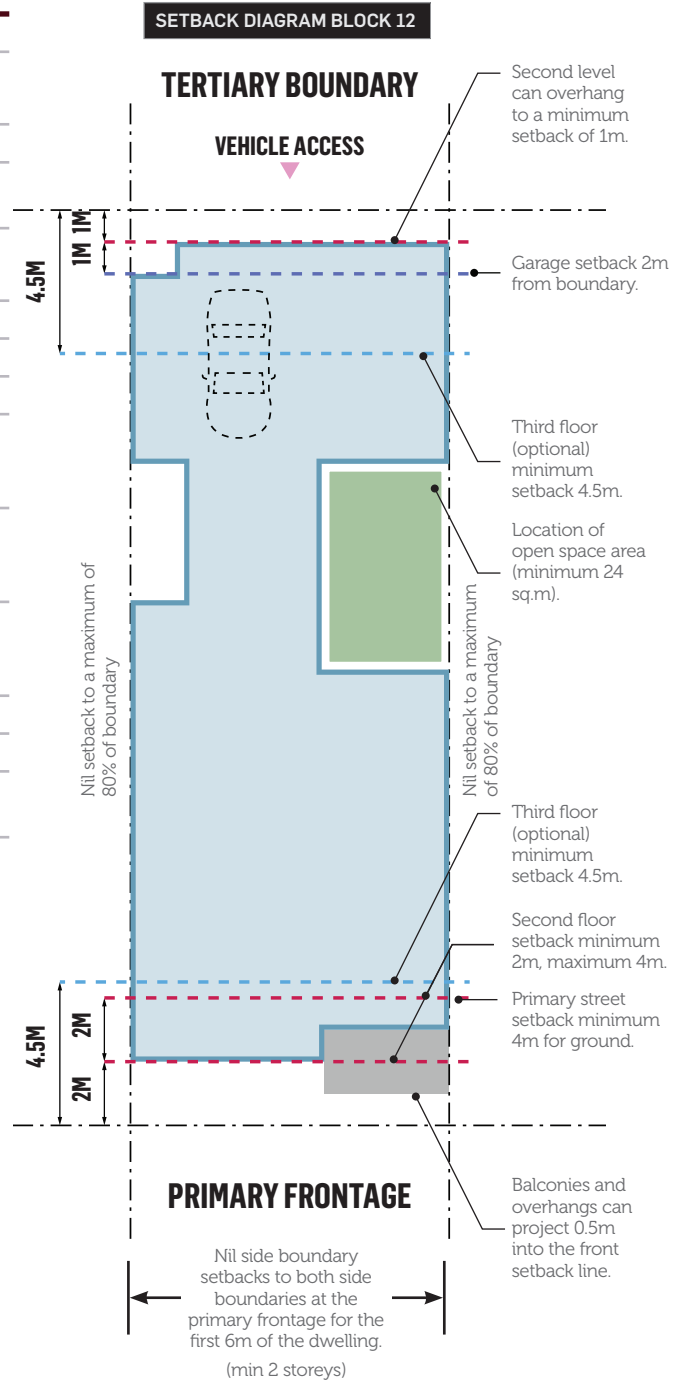 SETBACK DIAGRAM BLOCK 12
TERTIARY BOUNDARY
VEHICLE ACCESS
Second level
can overhang
to a minimum
setback of 1m.
1M
1M
4.5M
Garage setback 2m
from boundary.
Third floor
(optional)
minimum
setback 4.5m.
Location of
open space area
(minimum 24
sq.m).
Nil setback to a maximum of
80% of boundary
Nil setback to a maximum
of 80% of boundary
Third floor
(optional)
minimum
setback 4.5m.
Second floor
setback minimum
2m, maximum 4m.
Primary street
setback minimum
4m for ground.
4.5M
2M
2M
PRIMARY FRONTAGE
Balconies and
overhangs can
project 0.5m
into the front
setback line.
Nil side boundary
setbacks to both side
boundaries at the
primary frontage for the
first 6m of the dwelling.
(min 2 storeys)